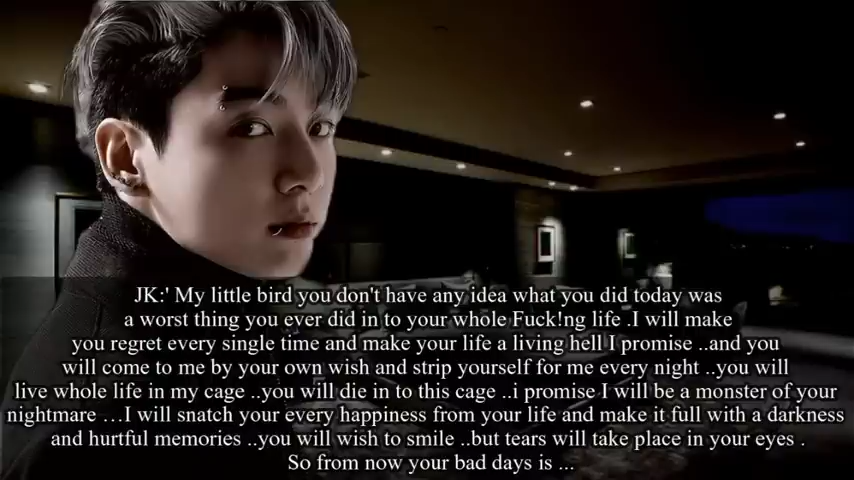 JK:' My little bird you don't have any idea what you did today was
a worst thing you ever did in to your whole Fuck!ng life .I will make
you regret every single time and make your life a living hell I promise ..and you
will come to me by your own wish and strip yourself for me every night ..you will
live whole life in my cage ..you will die in to this cage ..i promise I will be a monster of your
nightmare …I will snatch your every happiness from your life and make it full with a darkness
and hurtful memories ..you will wish to smile ..but tears will take place in your eyes .
So from now your bad days is ...